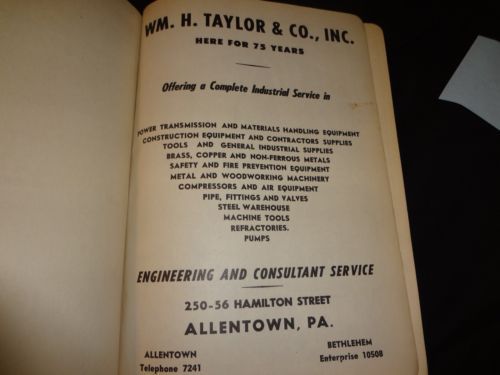 WM. H. TAYLOR & CO., INC.
HERE FOR 75 YEARS
Offering a Complete Industrial Service in
POWER TRANSMISSION AND MATERIALS HANDLING EQUIPMENT
CONSTRUCTION EQUIPMENT AND CONTRACTORS SUPPLIES
TOOLS AND GENERAL INDUSTRIAL SUPPLIES
BRASS, COPPER AND NON-FERROUS METALS
SAFETY AND FIRE PREVENTION EQUIPMENT
METAL AND WOODWORKING MACHINERY
COMPRESSORS AND AIR EQUIPMENT
PIPE, FITTINGS AND VALVES
STEEL WAREHOUSE
MACHINE TOOLS
REFRACTORIES.
PUMPS
ENGINEERING AND CONSULTANT SERVICE
250-56 HAMILTON STREET
ALLENTOWN, PA.
ALLENTOWN
Telephone 7241
BETHLEHEM
Enterprise 10508